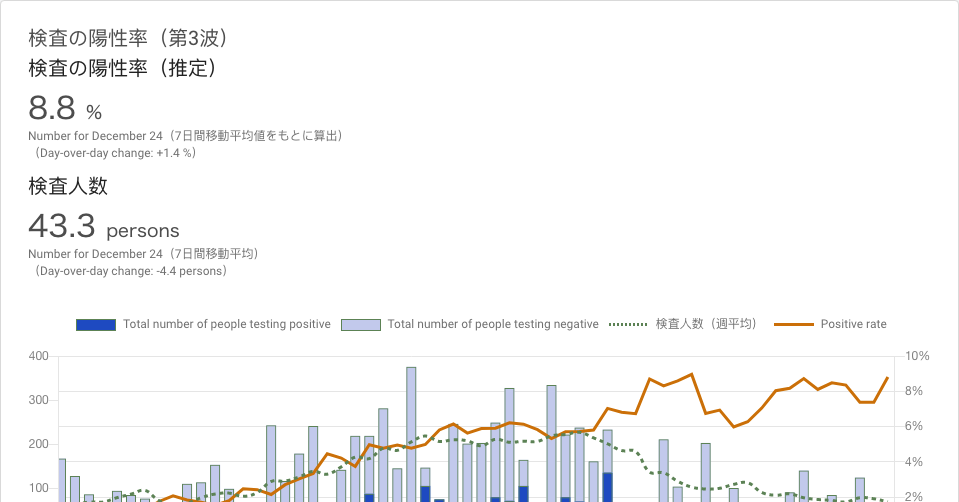 検査の陽性率（第3波）
検査の陽性率（推定）
8.8 %
Number for December 24（7日間移動平均値をもとに算出）
（Day-over-day change: +1.4 %）
検査人数
43.3 persons
Number for December 24（7日間移動平均）
（Day-over-day change: -4.4 persons）
Total number of people testing positive Total number of people testing negative 検査人数（週平均） Positive rate
400 10%
8%
300
6%
200
4%
100
2%